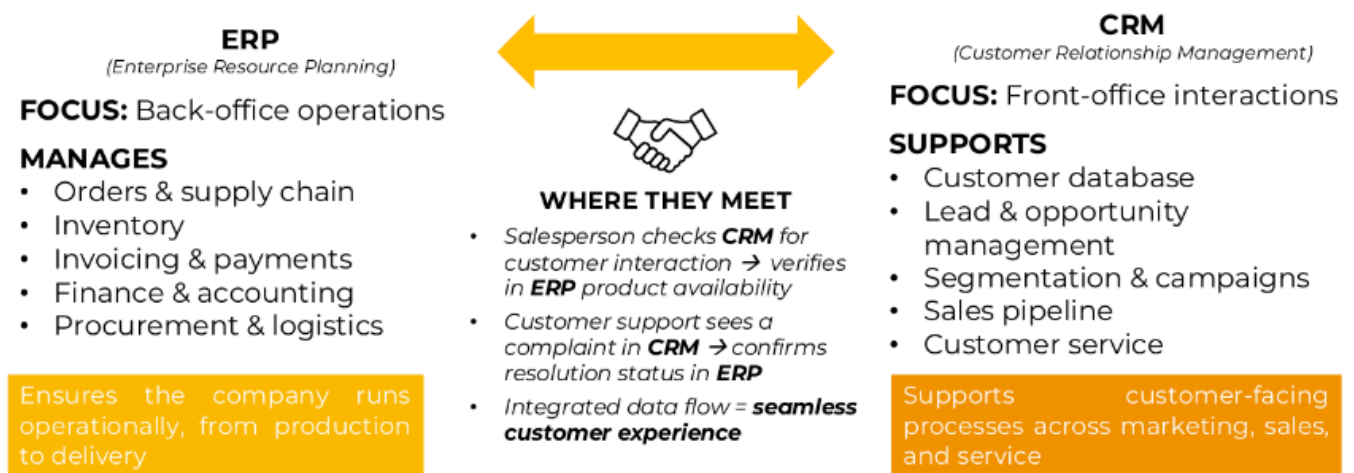 ERP
(Enterprise Resource Planning)
FOCUS: Back-office operations
MANAGES
• Orders & supply chain
• Inventory
• Invoicing & payments
• Finance & accounting
• Procurement & logistics
Ensures the company runs
operationally, from production
to delivery
WHERE THEY MEET
• Salesperson checks CRM for
customer interaction → verifies
in ERP product availability
• Customer support sees a
complaint in CRM → confirms
resolution status in ERP
• Integrated data flow = seamless
customer experience
CRM
(Customer Relationship Management)
FOCUS: Front-office interactions
SUPPORTS
• Customer database
• Lead & opportunity
management
• Segmentation & campaigns
• Sales pipeline
• Customer service
Supports customer-facing
processes across marketing, sales,
and service